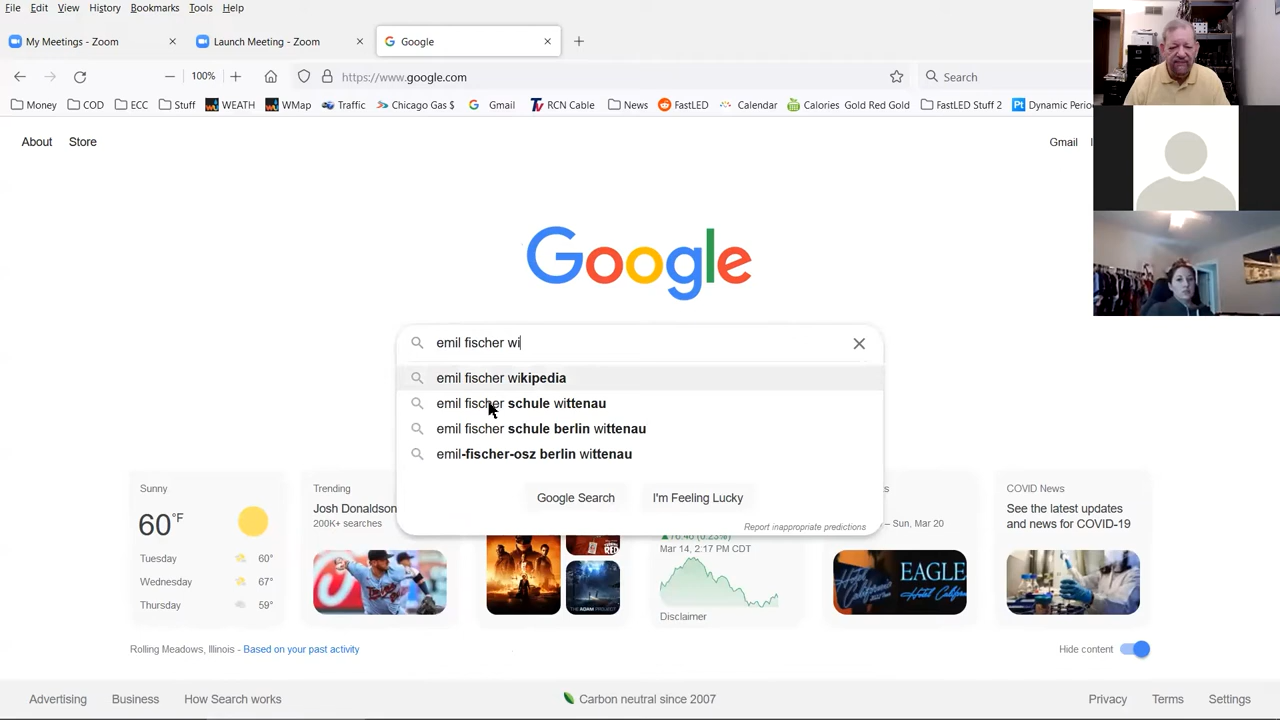 File Edit View History Bookmarks Tools Help
My Meetings - Zoom
Launch Meeting - Zoom
Google
100%
https://www.google.com
Search
Money
COD
ECC
Stuff
WEATH
WMap
Traffic
Gas $
Gmail
RCN Cable
News
FastLED
Calendar
Gold Red Gold
FastLED Stuff 2
About
Store
Gmail
Google
emil fischer wi
emil fischer wikipedia
emil fischer schule wittenau
emil fischer schule berlin wittenau
emil-fischer-osz berlin wittenau
Google Search
I'm Feeling Lucky
Report inappropriate predictions
Sunny
60°F
Tuesday 60°
Wednesday 67°
Thursday 59°
Trending
Josh Donaldson
200K+ searches
Mar 14, 2:17 PM CDT
Disclaimer
– Sun, Mar 20
EAGLE
Hotel California
COVID News
See the latest updates
and news for COVID-19
Rolling Meadows, Illinois - Based on your past activity
Hide content
Advertising
Business
How Search works
Carbon neutral since 2007
Privacy
Terms
Settings